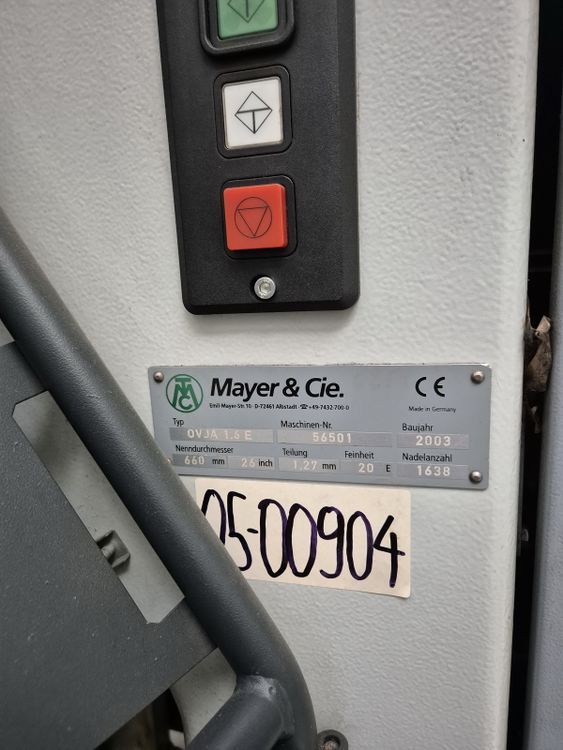 Mayer & Cie.
Emil-Mayer-Str. 10 · D-72461 Albstadt · ☎ +49-7432-700-0
CE
Made in Germany
Typ OVJA 1.6 E Maschinen-Nr. 56501 Baujahr 2003
Nenndurchmesser 660 mm 26 inch Teilung 1,27 mm Feinheit 20 E Nadelanzahl 1638
05-00904